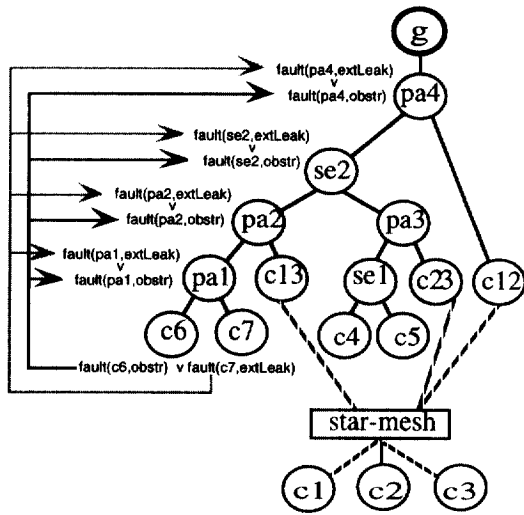 g
fault(pa4,extLeak)
v
fault(pa4,obstr)
pa4
fault(se2,extLeak)
v
fault(se2,obstr)
se2
fault(pa2,extLeak)
v
fault(pa2,obstr)
pa2
pa3
fault(pa1,extLeak)
v
fault(pa1,obstr)
pa1
c13
se1
c23
c12
c6
c7
c4
c5
fault(c6,obstr) v fault(c7,extLeak)
star-mesh
c1
c2
c3